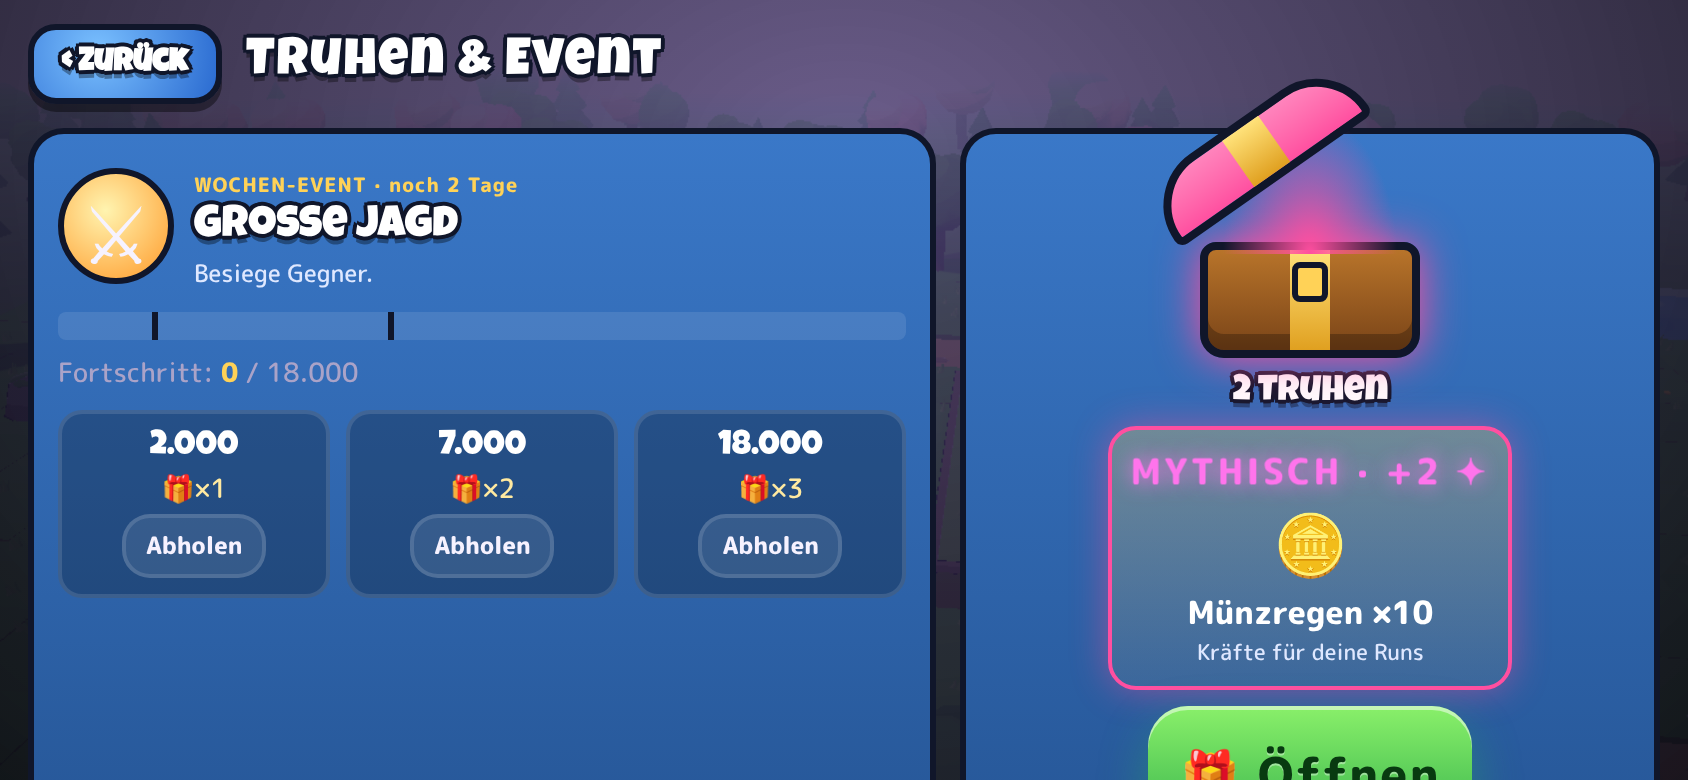 < ZURÜCK
TRUHEN & EVENT
WOCHEN-EVENT · noch 2 Tage
GROSSE JAGD
Besiege Gegner.
Fortschritt: 0 / 18.000
2.000
×1
Abholen
7.000
×2
Abholen
18.000
×3
Abholen
2 TRUHEN
MYTHISCH · +2 ✦
Münzregen ×10
Kräfte für deine Runs
Öffnen